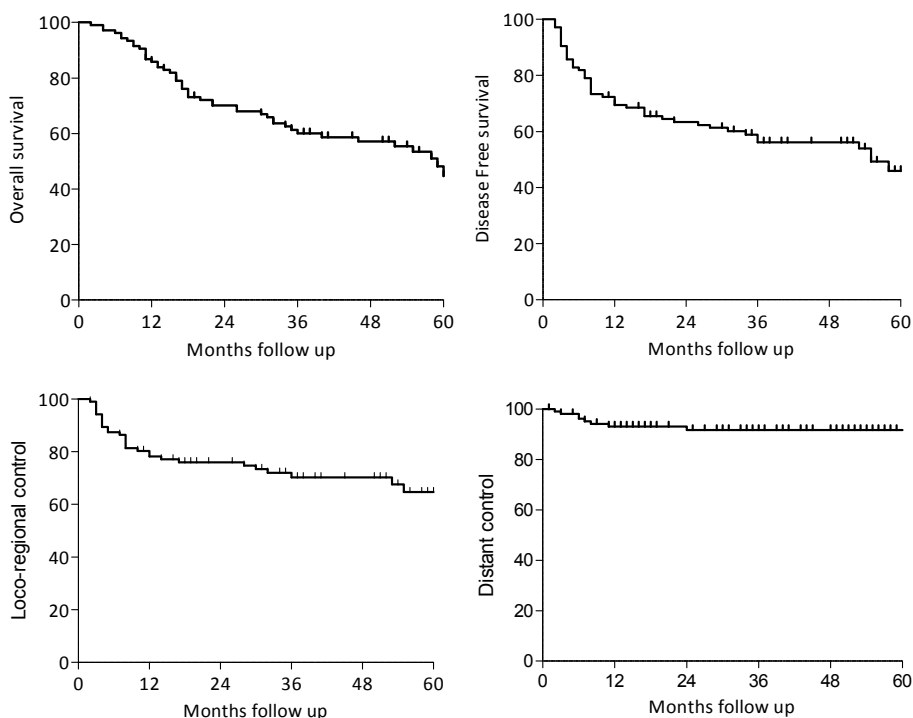 Overall survival
100
80
60
40
20
0
0 12 24 36 48 60
Months follow up
Disease Free survival
100
80
60
40
20
0
0 12 24 36 48 60
Months follow up
Loco-regional control
100
80
60
40
20
0
0 12 24 36 48 60
Months follow up
Distant control
100
80
60
40
20
0
0 12 24 36 48 60
Months follow up